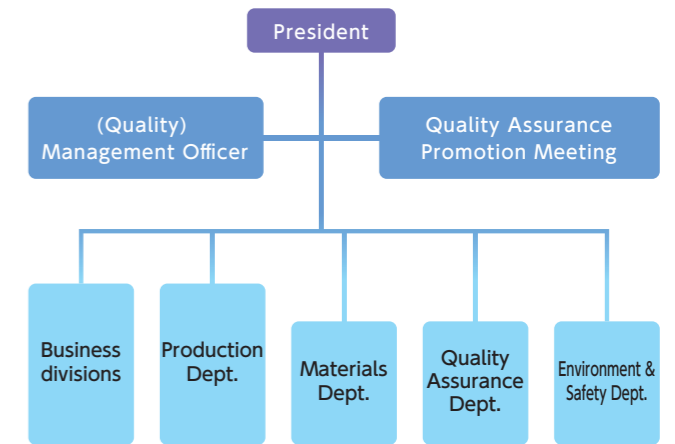 President
(Quality)
Management Officer
Quality Assurance
Promotion Meeting
Business
divisions
Production
Dept.
Materials
Dept.
Quality
Assurance
Dept.
Environment &
Safety Dept.